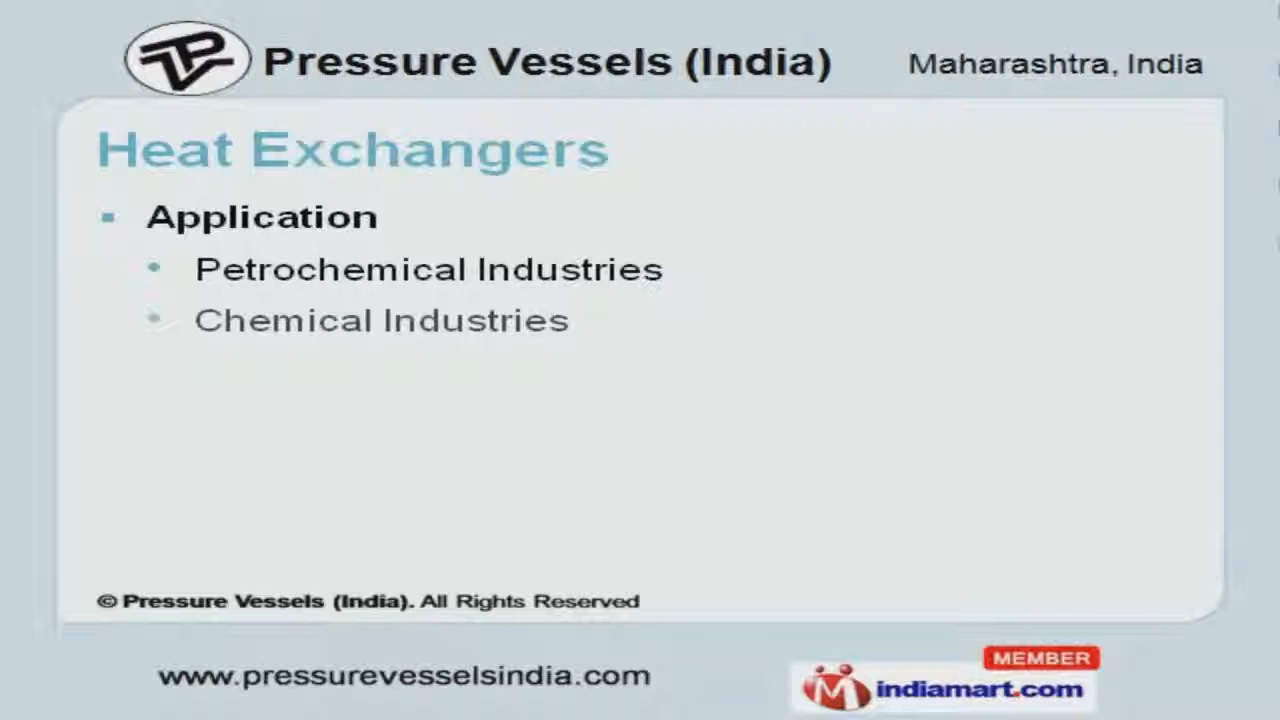 Pressure Vessels (India)
Maharashtra, India
Heat Exchangers
▪ Application
• Petrochemical Industries
• Chemical Industries
© Pressure Vessels (India). All Rights Reserved
www.pressurevesselsindia.com
MEMBER
indiamart.com